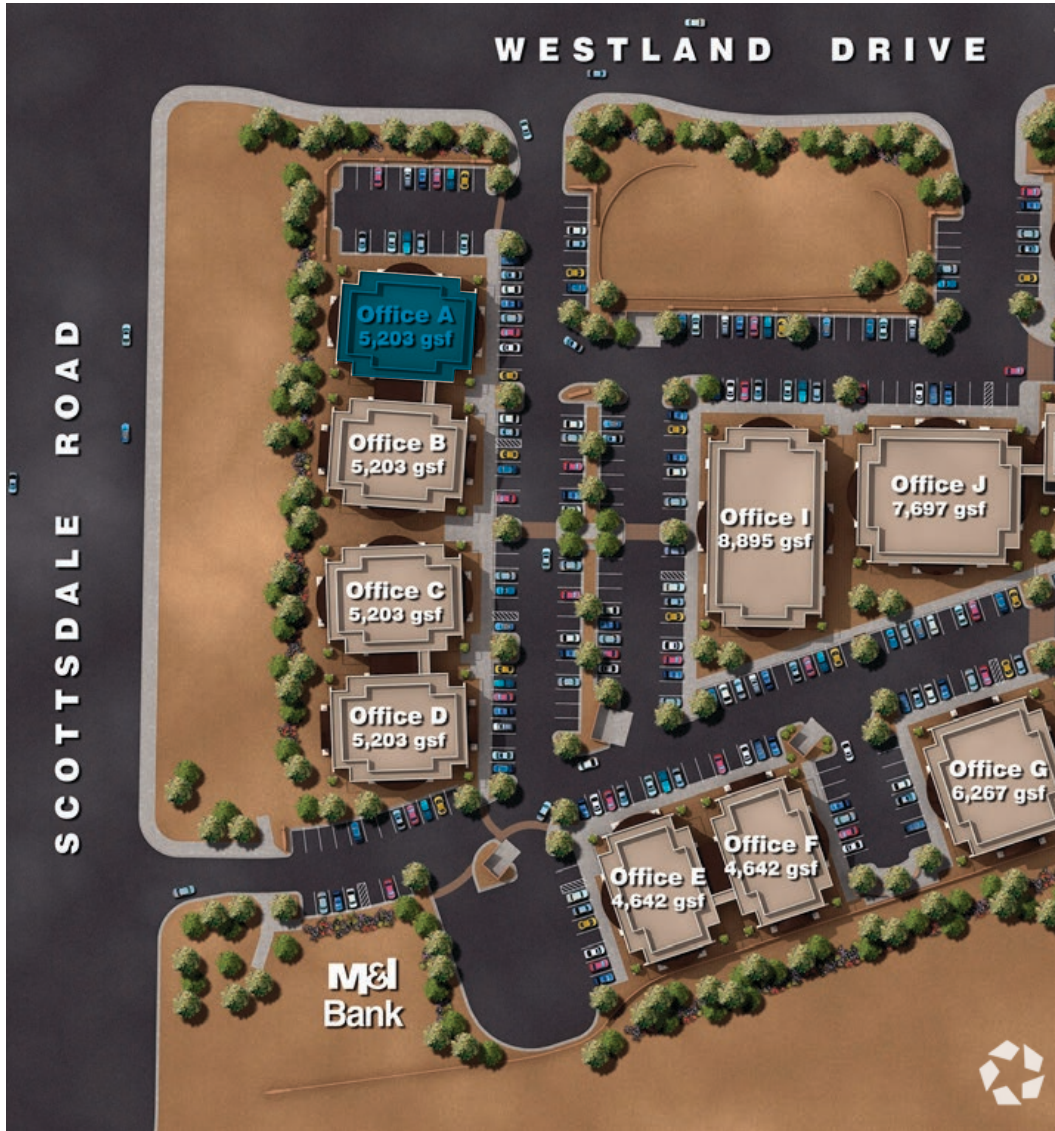 WESTLAND DRIVE
SCOTTSDALE ROAD
Office A
5,203 gsf
Office B
5,203 gsf
Office C
5,203 gsf
Office D
5,203 gsf
Office I
8,895 gsf
Office J
7,697 gsf
Office G
6,267 gsf
Office F
4,642 gsf
Office E
4,642 gsf
M&I
Bank